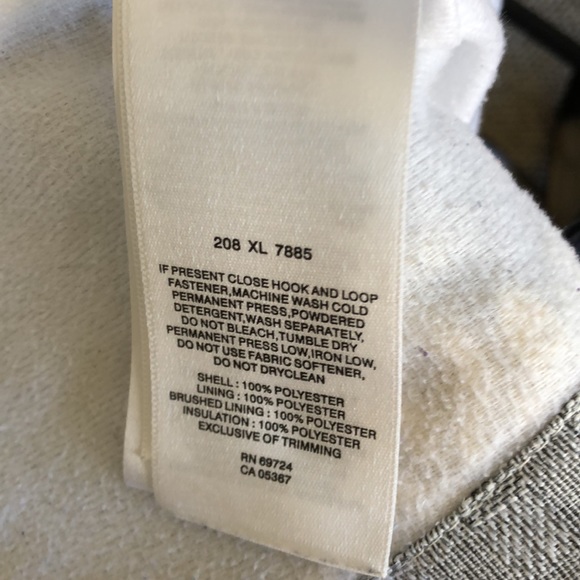 208 XL 7885
IF PRESENT CLOSE HOOK AND LOOP
FASTENER,MACHINE WASH COLD
PERMANENT PRESS,POWDERED
DETERGENT,WASH SEPARATELY,
DO NOT BLEACH,TUMBLE DRY
PERMANENT PRESS LOW,IRON LOW,
DO NOT USE FABRIC SOFTENER,
DO NOT DRYCLEAN
SHELL : 100% POLYESTER
LINING : 100% POLYESTER
BRUSHED LINING : 100% POLYESTER
INSULATION : 100% POLYESTER
EXCLUSIVE OF TRIMMING
RN 69724
CA 05367